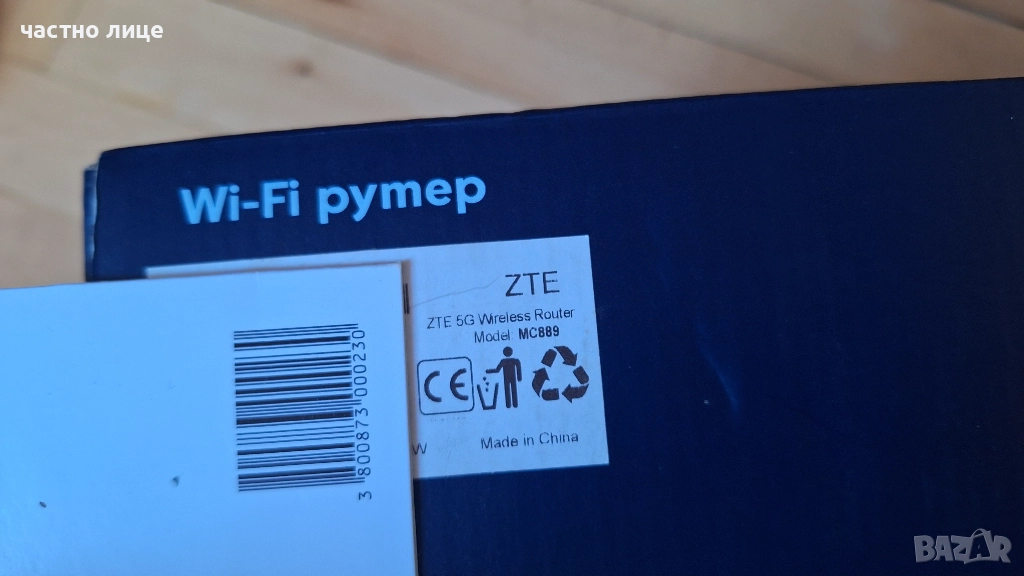 частно лице
Wi-Fi рутер
ZTE
ZTE 5G Wireless Router
Model: MC889
CE
W
Made in China
3 800873 000230
BAZAR